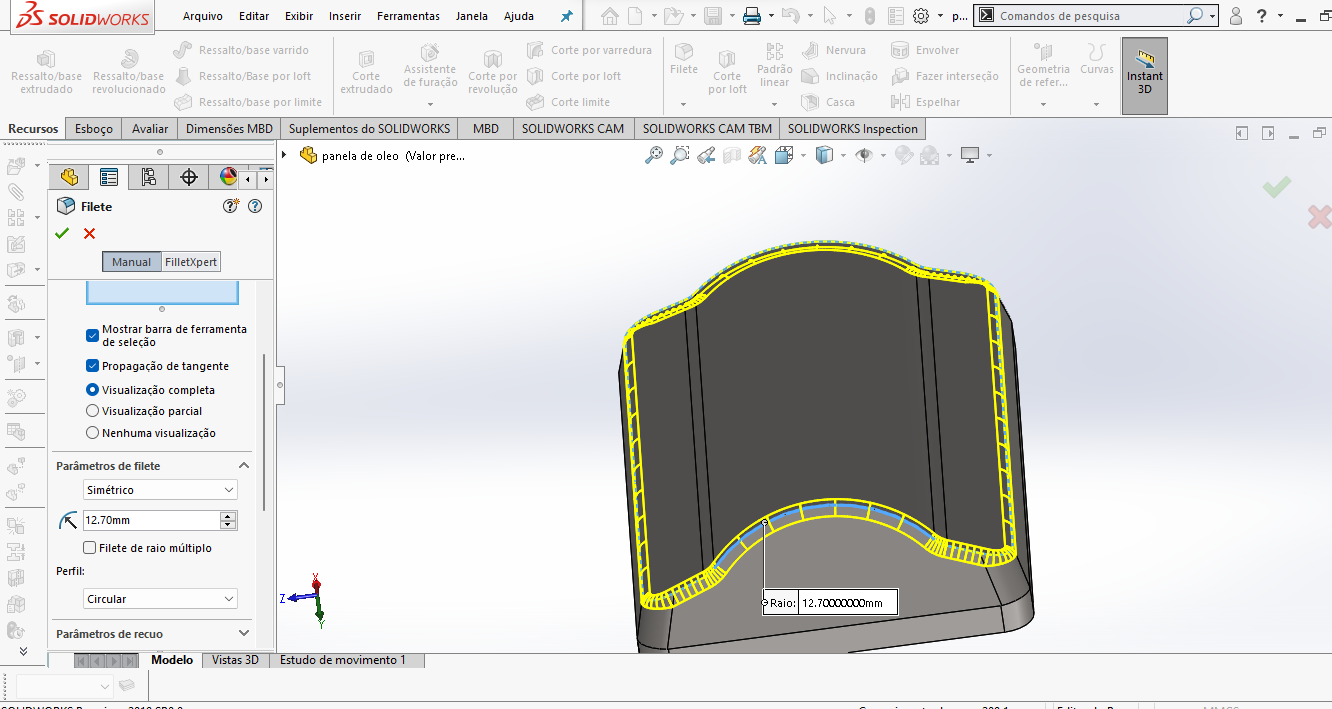 SOLIDWORKS
Arquivo Editar Exibir Inserir Ferramentas Janela Ajuda
p...
Comandos de pesquisa
Ressalto/base
extrudado
Ressalto/base
revolucionado
Ressalto/base varrido
Ressalto/Base por loft
Ressalto/base por limite
Corte
extrudado
Assistente
de furação
Corte por
revolução
Corte por varredura
Corte por loft
Corte limite
Filete
Corte
por loft
Padrão
linear
Nervura
Inclinação
Casca
Envolver
Fazer interseção
Espelhar
Geometria
de refer...
Curvas
Instant
3D
Recursos Esboço Avaliar Dimensões MBD Suplementos do SOLIDWORKS MBD SOLIDWORKS CAM SOLIDWORKS CAM TBM SOLIDWORKS Inspection
panela de oleo (Valor pre...
Filete
Manual FilletXpert
Mostrar barra de ferramenta
de seleção
Propagação de tangente
Visualização completa
Visualização parcial
Nenhuma visualização
Parâmetros de filete
Simétrico
12.70mm
Filete de raio múltiplo
Perfil:
Circular
Parâmetros de recuo
X
Z
Y
Raio: 12.70000000mm
Modelo Vistas 3D Estudo de movimento 1